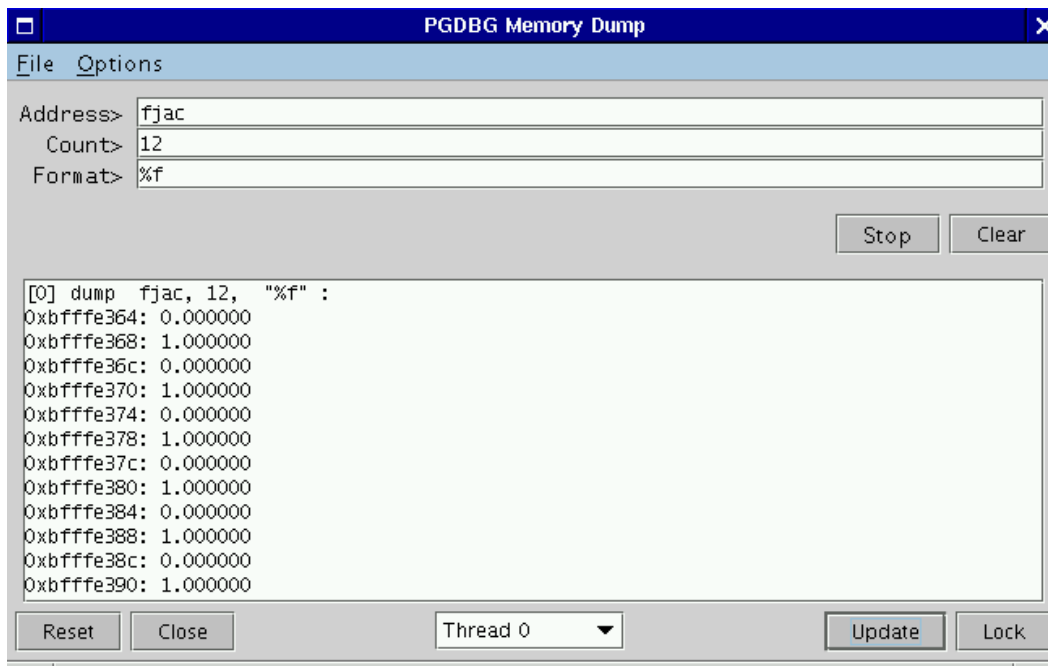 PGDBG Memory Dump
File Options
Address> fjac
Count> 12
Format> %f
Stop Clear
[0] dump fjac, 12, "%f" :
0xbfffe364: 0.000000
0xbfffe368: 1.000000
0xbfffe36c: 0.000000
0xbfffe370: 1.000000
0xbfffe374: 0.000000
0xbfffe378: 1.000000
0xbfffe37c: 0.000000
0xbfffe380: 1.000000
0xbfffe384: 0.000000
0xbfffe388: 1.000000
0xbfffe38c: 0.000000
0xbfffe390: 1.000000
Reset Close Thread 0 Update Lock